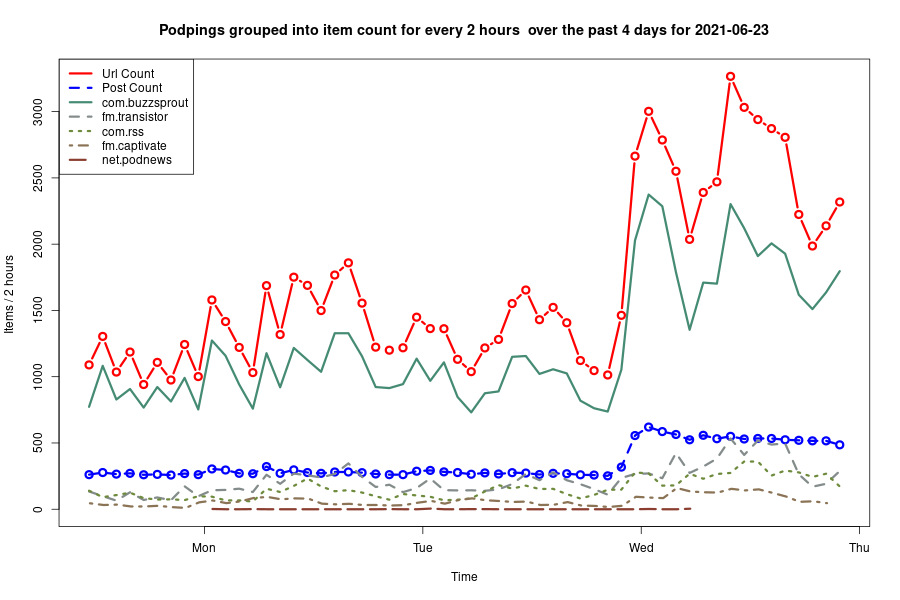 Podpings grouped into item count for every 2 hours  over the past 4 days for 2021-06-23
Url Count
Post Count
com.buzzsprout
fm.transistor
com.rss
fm.captivate
net.podnews
Items / 2 hours
3000
2500
2000
1500
1000
500
0
Mon
Tue
Wed
Thu
Time